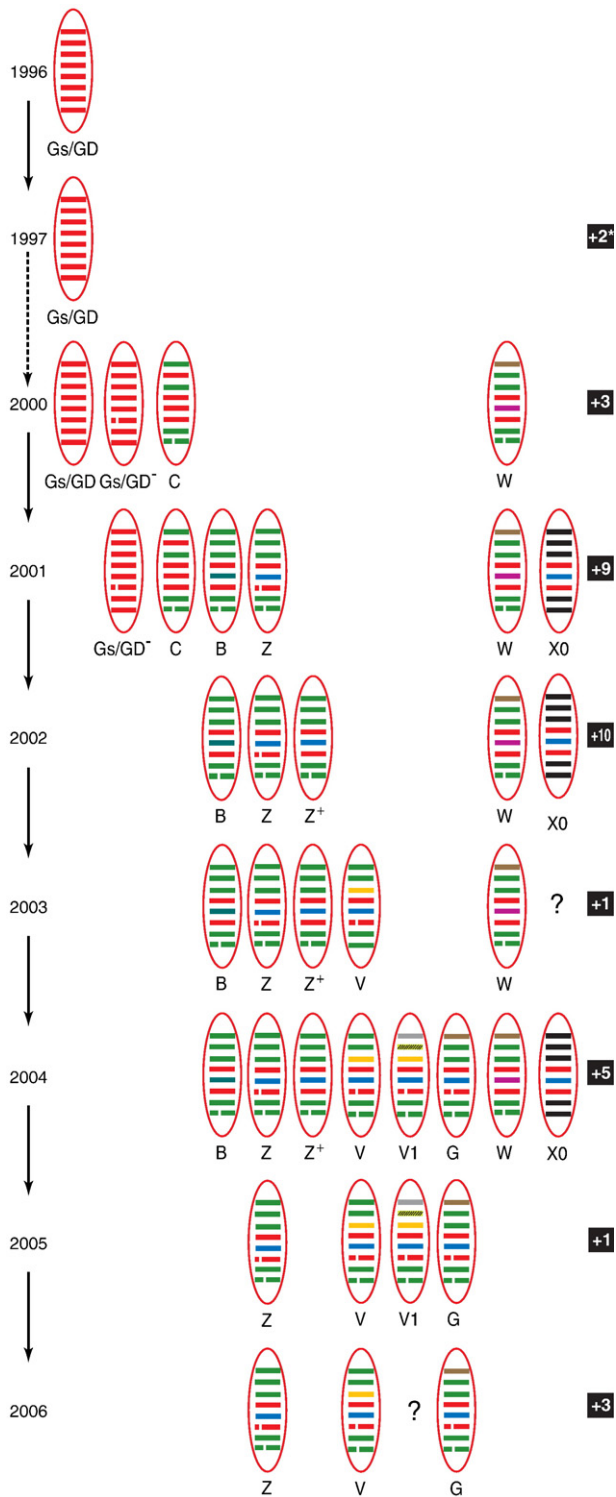 1996
Gs/GD
1997
+2*
Gs/GD
2000
+3
Gs/GD Gs/GD⁻ C W
2001
+9
Gs/GD⁻ C B Z W X0
2002
+10
B Z Z⁺ W X0
2003
? +1
B Z Z⁺ V W
2004
+5
B Z Z⁺ V V1 G W X0
2005
+1
Z V V1 G
2006 ? +3
Z V G